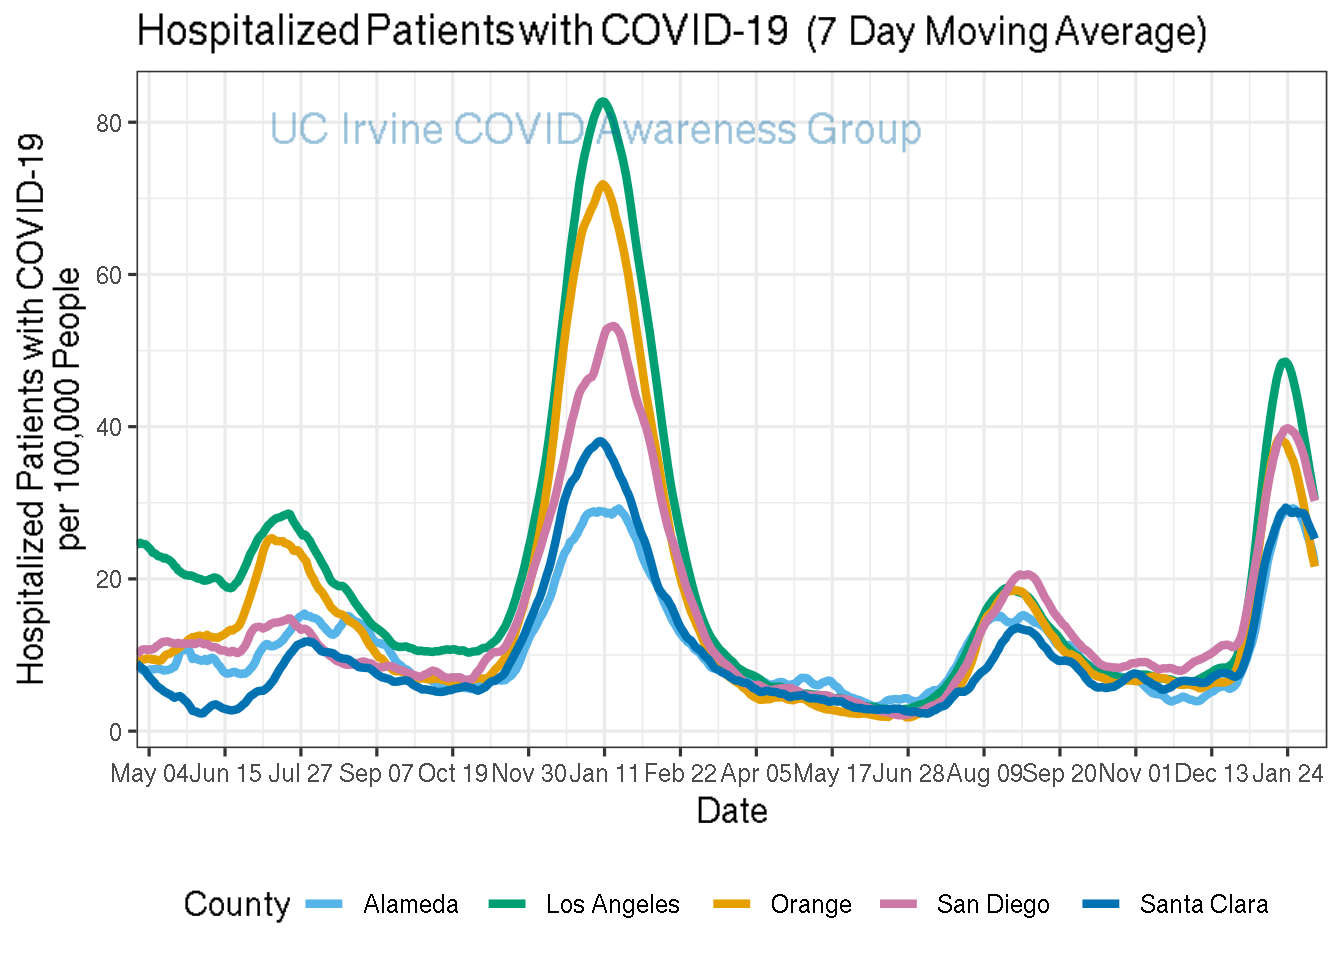 Hospitalized Patients with COVID-19 (7 Day Moving Average)
UC Irvine COVID Awareness Group
Hospitalized Patients with COVID-19
per 100,000 People
80
60
40
20
0
May 04 Jun 15 Jul 27 Sep 07 Oct 19 Nov 30 Jan 11 Feb 22 Apr 05 May 17 Jun 28 Aug 09 Sep 20 Nov 01 Dec 13 Jan 24
Date
County Alameda Los Angeles Orange San Diego Santa Clara